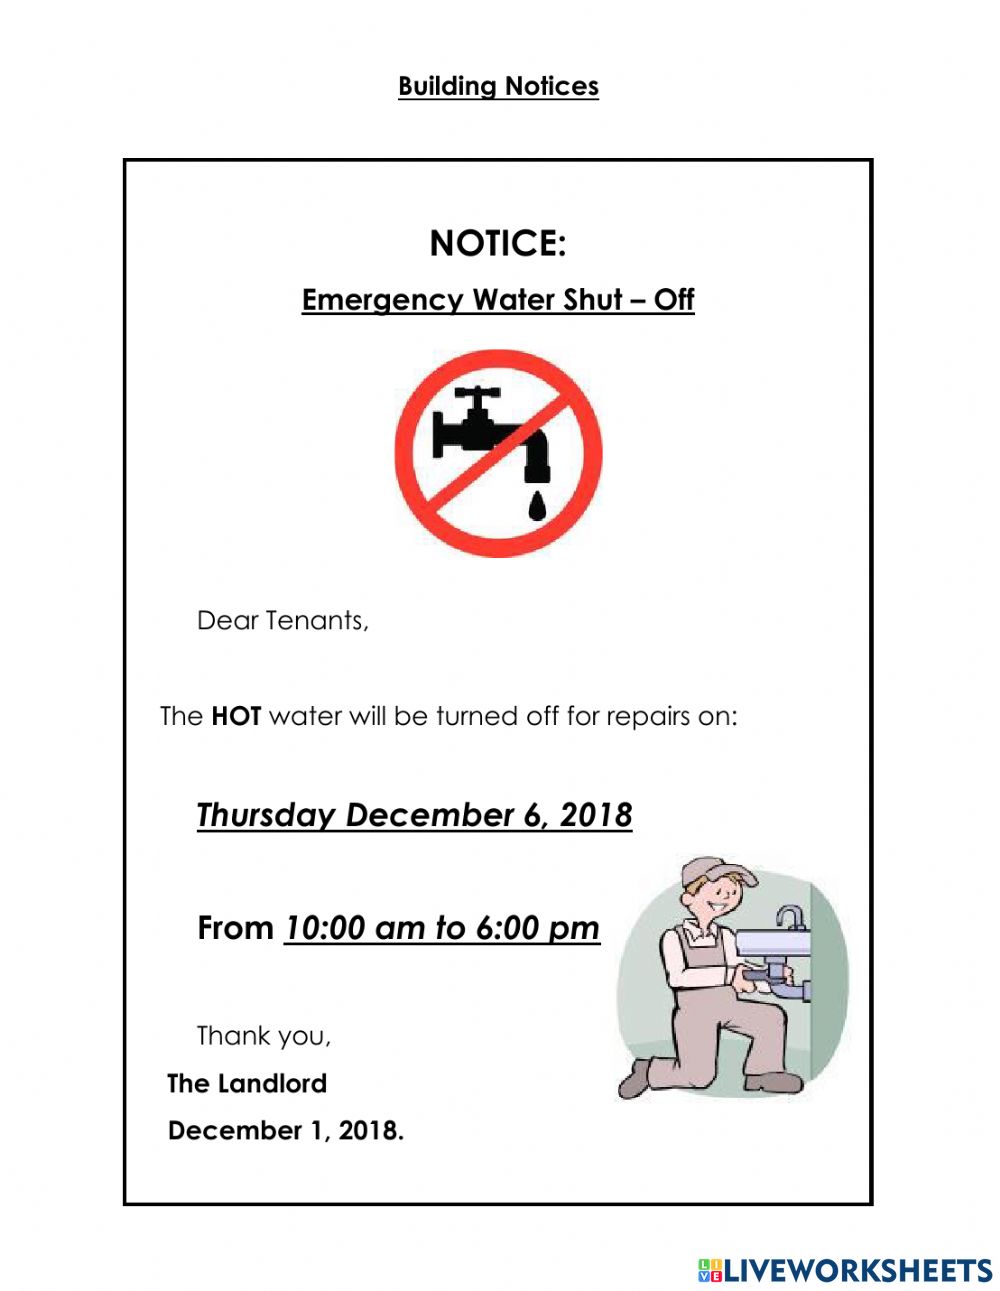 Building Notices
NOTICE:
Emergency Water Shut – Off
Dear Tenants,
The HOT water will be turned off for repairs on:
Thursday December 6, 2018
From 10:00 am to 6:00 pm
Thank you,
The Landlord
December 1, 2018.
LIVE LIVEWORKSHEETS